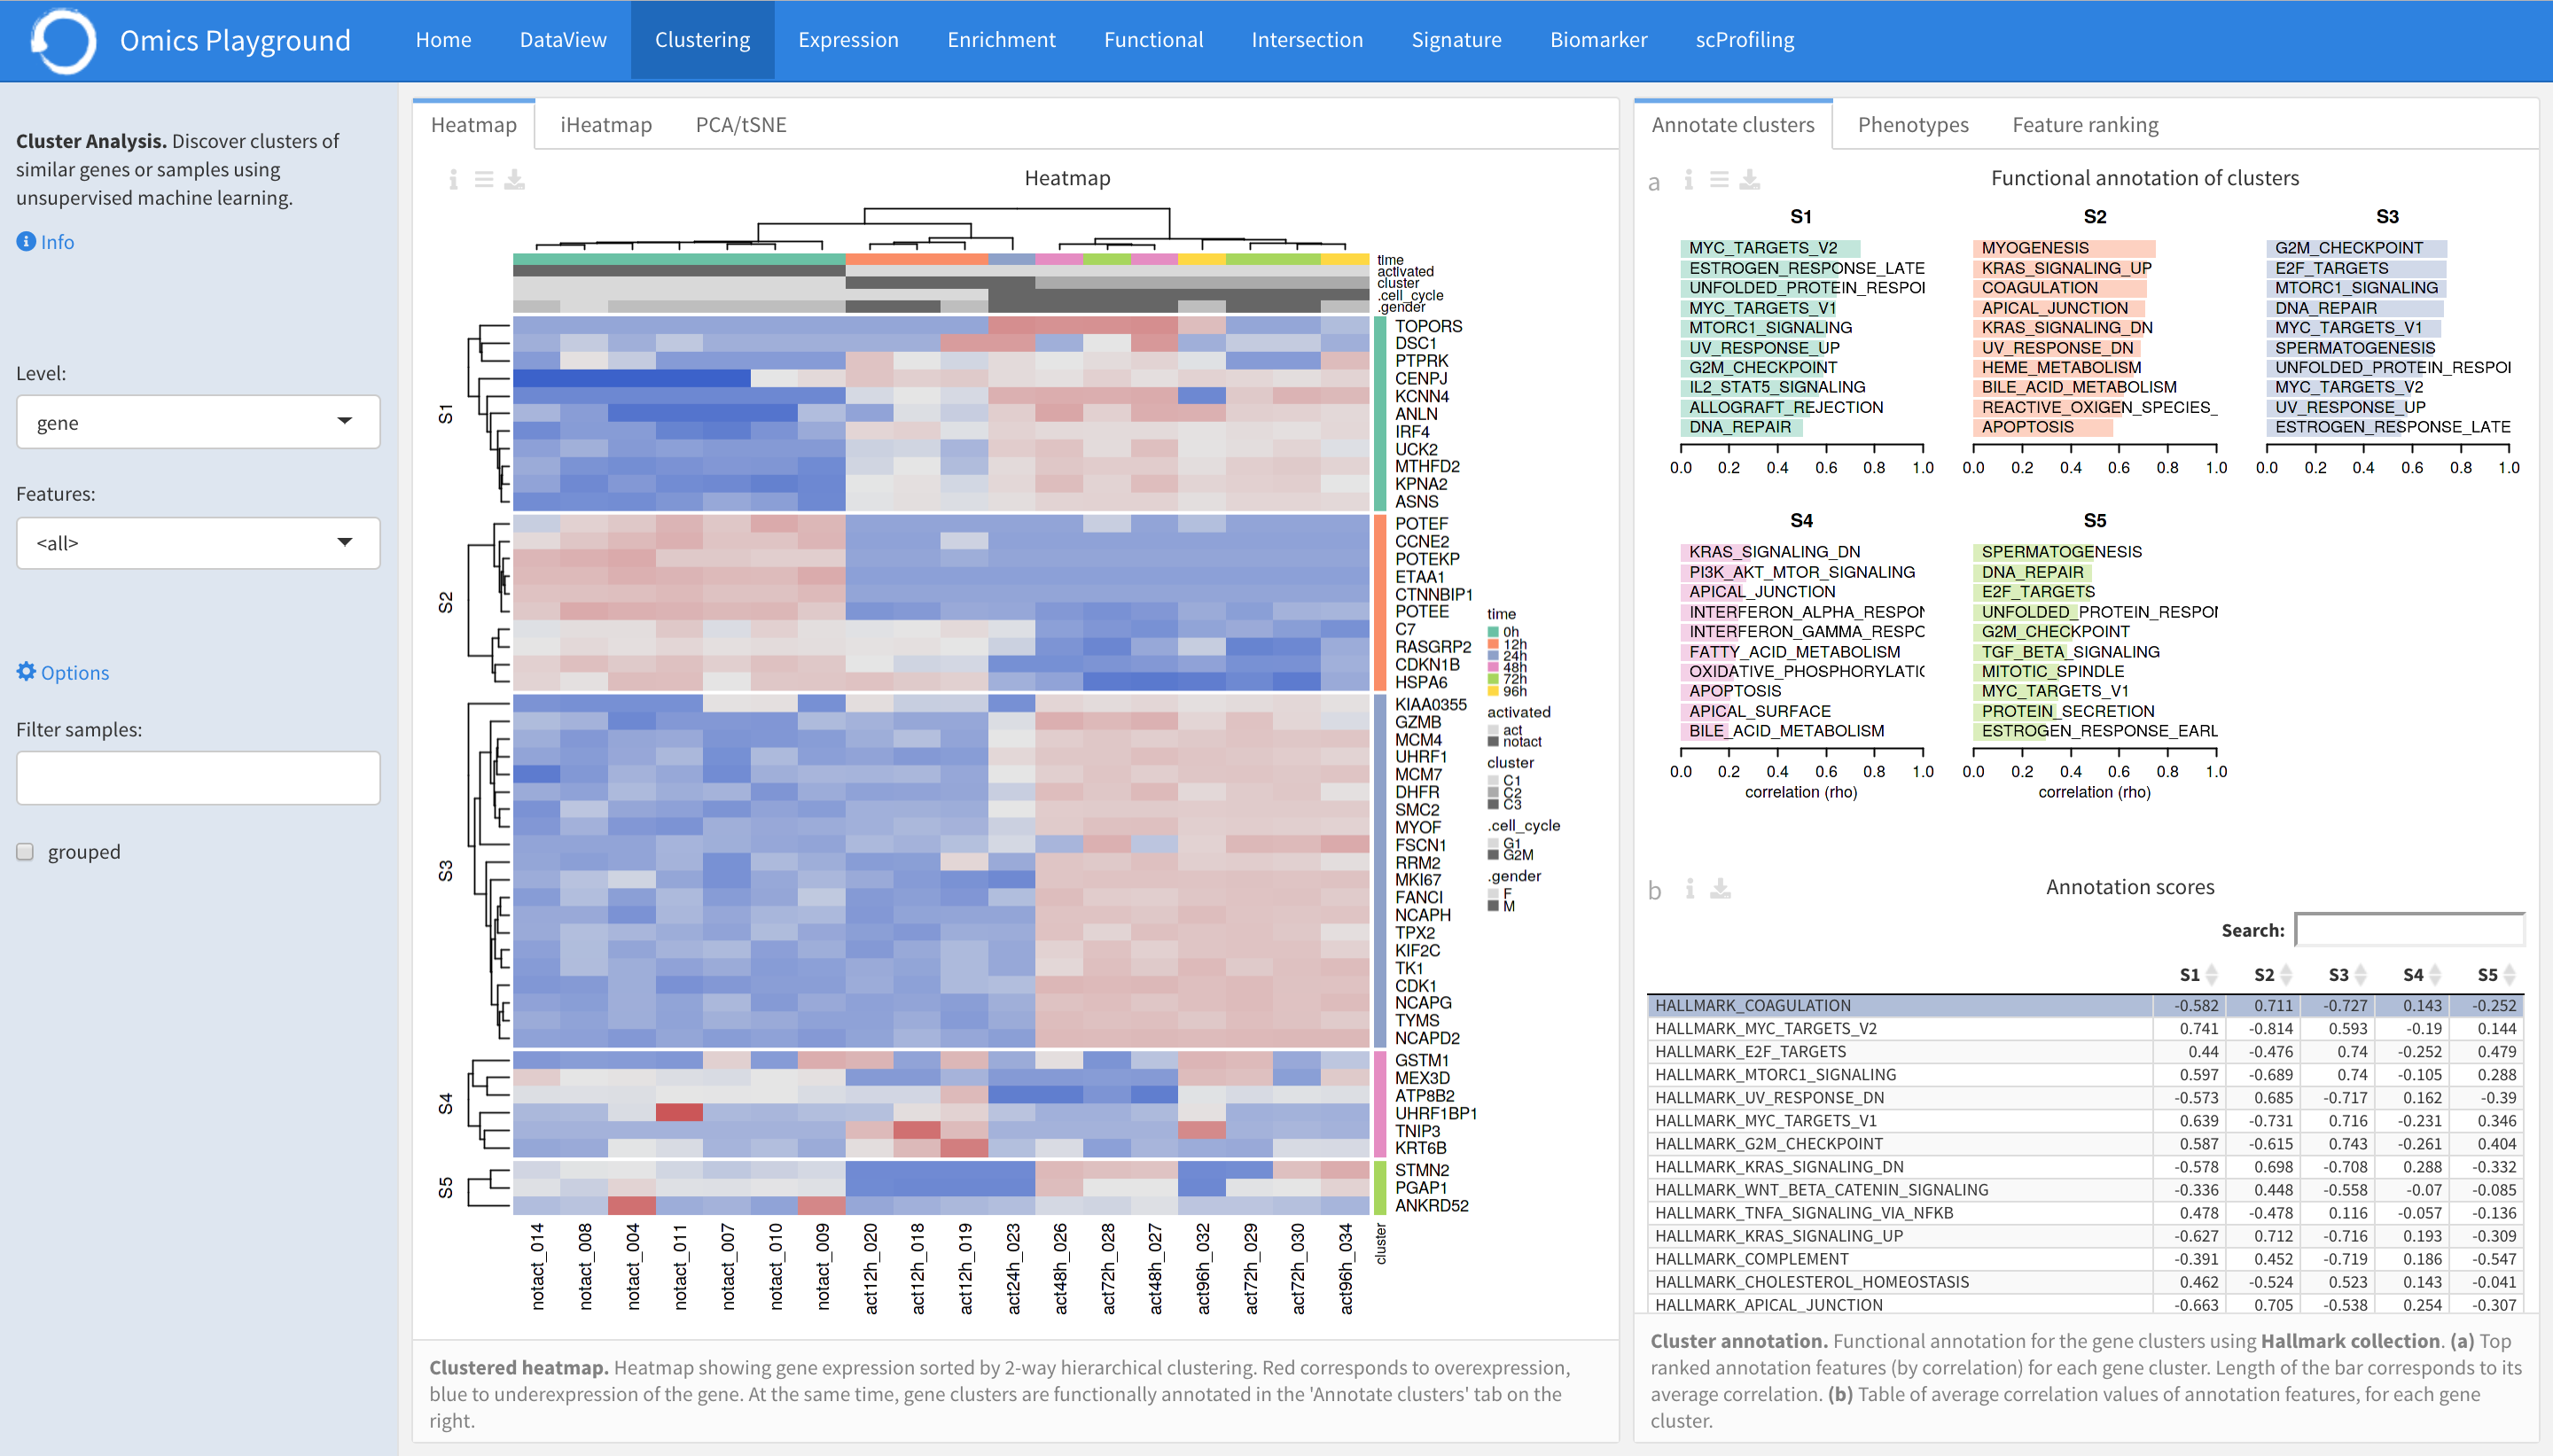 Omics Playground
Home DataView Clustering Expression Enrichment Functional Intersection Signature Biomarker scProfiling
Cluster Analysis. Discover clusters of
similar genes or samples using
unsupervised machine learning.
Info
Level:
gene
Features:
<all>
Options
Filter samples:
grouped
Heatmap iHeatmap PCA/tSNE
Heatmap
time
activated
cluster
.cell_cycle
.gender
S1
TOPORS
DSC1
PTPRK
CENPJ
KCNN4
ANLN
IRF4
UCK2
MTHFD2
KPNA2
ASNS
S2
POTEF
CCNE2
POTEKP
ETAA1
CTNNBIP1
POTEE
C7
RASGRP2
CDKN1B
HSPA6
S3
KIAA0355
GZMB
MCM4
UHRF1
MCM7
DHFR
SMC2
MYOF
FSCN1
RRM2
MKI67
FANCI
NCAPH
TPX2
KIF2C
TK1
CDK1
NCAPG
TYMS
NCAPD2
S4
GSTM1
MEX3D
ATP8B2
UHRF1BP1
TNIP3
KRT6B
S5
STMN2
PGAP1
ANKRD52
notact_014 notact_008 notact_004 notact_011 notact_007 notact_010 notact_009 act12h_020 act12h_018 act12h_019 act24h_023 act48h_026 act72h_028 act48h_027 act96h_032 act72h_029 act72h_030 act96h_034 cluster
time
0h
12h
24h
48h
72h
96h
activated
act
notact
cluster
C1
C2
C3
.cell_cycle
G1
G2M
.gender
F
M
Clustered heatmap. Heatmap showing gene expression sorted by 2-way hierarchical clustering. Red corresponds to overexpression,
blue to underexpression of the gene. At the same time, gene clusters are functionally annotated in the 'Annotate clusters' tab on the
right.
Annotate clusters Phenotypes Feature ranking
a Functional annotation of clusters
S1
MYC_TARGETS_V2
ESTROGEN_RESPONSE_LATE
UNFOLDED_PROTEIN_RESPOI
MYC_TARGETS_V1
MTORC1_SIGNALING
UV_RESPONSE_UP
G2M_CHECKPOINT
IL2_STAT5_SIGNALING
ALLOGRAFT_REJECTION
DNA_REPAIR
0.0 0.2 0.4 0.6 0.8 1.0
S2
MYOGENESIS
KRAS_SIGNALING_UP
COAGULATION
APICAL_JUNCTION
KRAS_SIGNALING_DN
UV_RESPONSE_DN
HEME_METABOLISM
BILE_ACID_METABOLISM
REACTIVE_OXIGEN_SPECIES_
APOPTOSIS
0.0 0.2 0.4 0.6 0.8 1.0
S3
G2M_CHECKPOINT
E2F_TARGETS
MTORC1_SIGNALING
DNA_REPAIR
MYC_TARGETS_V1
SPERMATOGENESIS
UNFOLDED_PROTEIN_RESPOI
MYC_TARGETS_V2
UV_RESPONSE_UP
ESTROGEN_RESPONSE_LATE
0.0 0.2 0.4 0.6 0.8 1.0
S4
KRAS_SIGNALING_DN
PI3K_AKT_MTOR_SIGNALING
APICAL_JUNCTION
INTERFERON_ALPHA_RESPON
INTERFERON_GAMMA_RESPC
FATTY_ACID_METABOLISM
OXIDATIVE_PHOSPHORYLATIC
APOPTOSIS
APICAL_SURFACE
BILE_ACID_METABOLISM
0.0 0.2 0.4 0.6 0.8 1.0
correlation (rho)
S5
SPERMATOGENESIS
DNA_REPAIR
E2F_TARGETS
UNFOLDED_PROTEIN_RESPOI
G2M_CHECKPOINT
TGF_BETA_SIGNALING
MITOTIC_SPINDLE
MYC_TARGETS_V1
PROTEIN_SECRETION
ESTROGEN_RESPONSE_EARL
0.0 0.2 0.4 0.6 0.8 1.0
correlation (rho)
b Annotation scores
Search:
S1 S2 S3 S4 S5
HALLMARK_COAGULATION -0.582 0.711 -0.727 0.143 -0.252
HALLMARK_MYC_TARGETS_V2 0.741 -0.814 0.593 -0.19 0.144
HALLMARK_E2F_TARGETS 0.44 -0.476 0.74 -0.252 0.479
HALLMARK_MTORC1_SIGNALING 0.597 -0.689 0.74 -0.105 0.288
HALLMARK_UV_RESPONSE_DN -0.573 0.685 -0.717 0.162 -0.39
HALLMARK_MYC_TARGETS_V1 0.639 -0.731 0.716 -0.231 0.346
HALLMARK_G2M_CHECKPOINT 0.587 -0.615 0.743 -0.261 0.404
HALLMARK_KRAS_SIGNALING_DN -0.578 0.698 -0.708 0.288 -0.332
HALLMARK_WNT_BETA_CATENIN_SIGNALING -0.336 0.448 -0.558 -0.07 -0.085
HALLMARK_TNFA_SIGNALING_VIA_NFKB 0.478 -0.478 0.116 -0.057 -0.136
HALLMARK_KRAS_SIGNALING_UP -0.627 0.712 -0.716 0.193 -0.309
HALLMARK_COMPLEMENT -0.391 0.452 -0.719 0.186 -0.547
HALLMARK_CHOLESTEROL_HOMEOSTASIS 0.462 -0.524 0.523 0.143 -0.041
HALLMARK_APICAL_JUNCTION -0.663 0.705 -0.538 0.254 -0.307
Cluster annotation. Functional annotation for the gene clusters using Hallmark collection. (a) Top
ranked annotation features (by correlation) for each gene cluster. Length of the bar corresponds to its
average correlation. (b) Table of average correlation values of annotation features, for each gene
cluster.